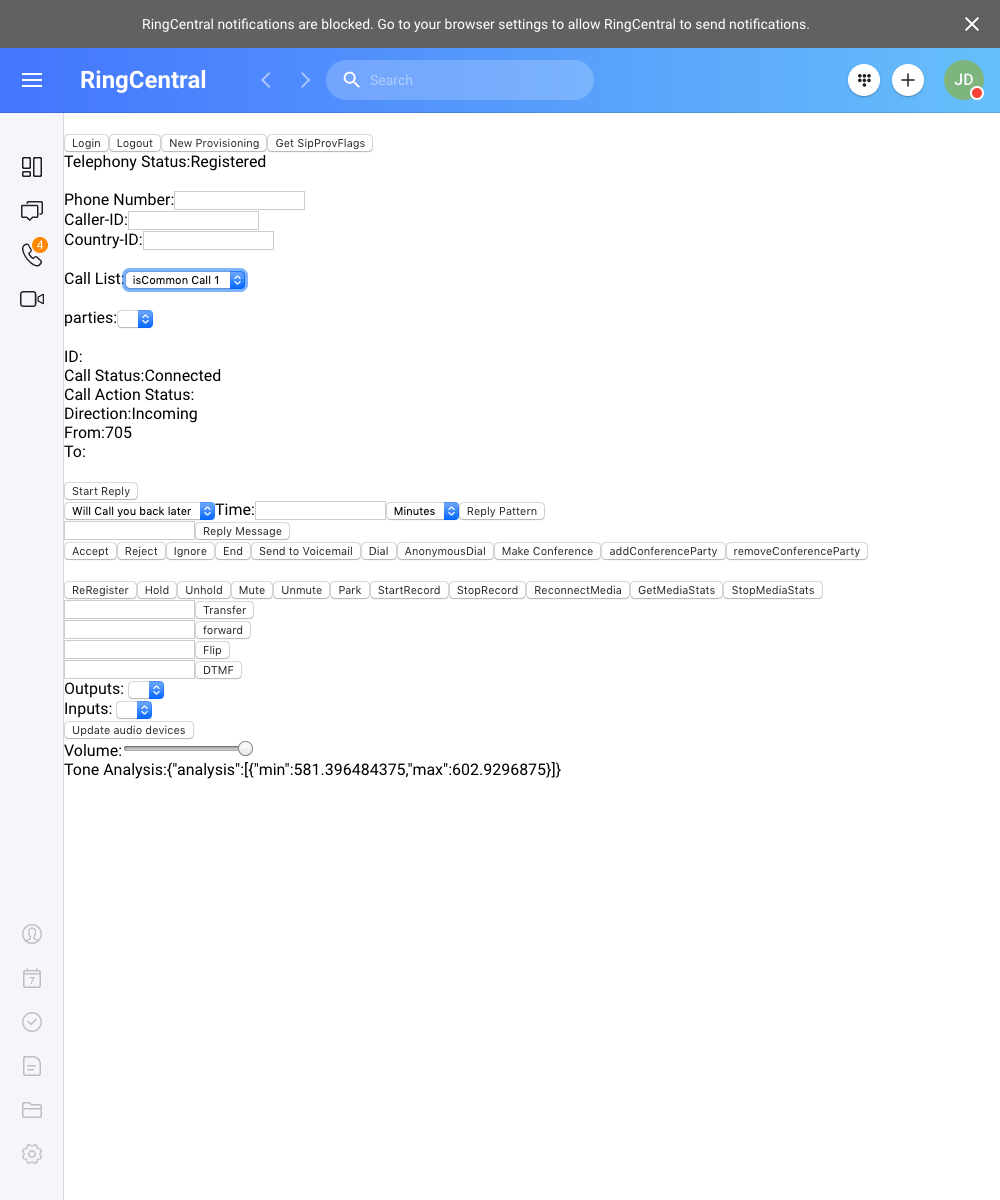 RingCentral notifications are blocked. Go to your browser settings to allow RingCentral to send notifications.
RingCentral
Search
JD
4
7
Login Logout New Provisioning Get SipProvFlags
Telephony Status:Registered
Phone Number:
Caller-ID:
Country-ID:
Call List: isCommon Call 1
parties:
ID:
Call Status:Connected
Call Action Status:
Direction:Incoming
From:705
To:
Start Reply
Will Call you back later Time: Minutes Reply Pattern
Reply Message
Accept Reject Ignore End Send to Voicemail Dial AnonymousDial Make Conference addConferenceParty removeConferenceParty
ReRegister Hold Unhold Mute Unmute Park StartRecord StopRecord ReconnectMedia GetMediaStats StopMediaStats
Transfer
forward
Flip
DTMF
Outputs:
Inputs:
Update audio devices
Volume:
Tone Analysis:{"analysis":[{"min":581.396484375,"max":602.9296875}]}